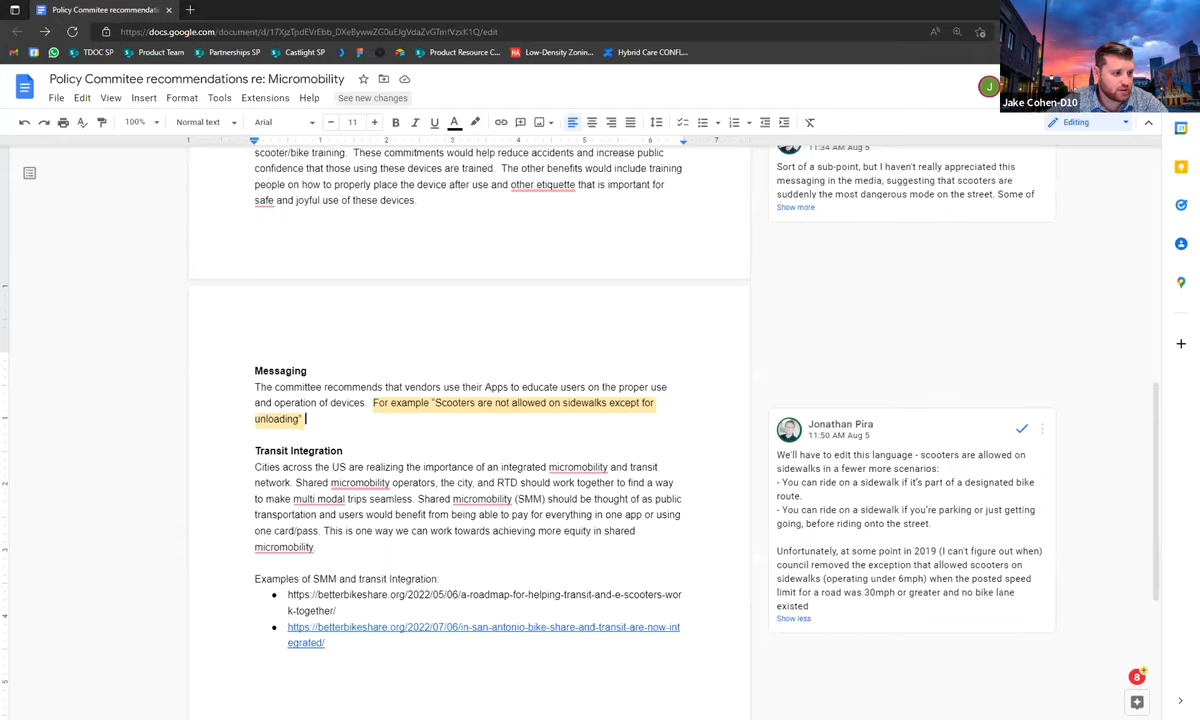 Policy Commitee recommendations
https://docs.google.com/document/d/
TDOC SP
Product Team
Partnerships SP
Castlight SP
Product Resource C...
Low-Density Zonin...
Hybrid Care CONFL...
Policy Commitee recommendations re: Micromobility
File Edit View Insert Format Tools Extensions Help See new changes
100% Normal text Arial 11 Editing
J
Jake Cohen-D10
scooter/bike training. These commitments would help reduce accidents and increase public
confidence that those using these devices are trained The other benefits would include training
people on how to properly place the device after use and other etiquette that is important for
safe and joyful use of these devices.
Messaging
The committee recommends that vendors use their Apps to educate users on the proper use
and operation of devices. For example "Scooters are not allowed on sidewalks except for
unloading"
Transit Integration
Cities across the US are realizing the importance of an integrated micromobility and transit
network. Shared micromobility operators, the city, and RTD should work together to find a way
to make multi modal trips seamless. Shared micromobility (SMM) should be thought of as public
transportation and users would benefit from being able to pay for everything in one app or using
one card/pass. This is one way we can work towards achieving more equity in shared
micromobility.
Examples of SMM and transit Integration:
● https://betterbikeshare.org/2022/05/06/a-roadmap-for-helping-transit-and-e-scooters-wor
k-together/
● https://betterbikeshare.org/2022/07/06/in-san-antonio-bike-share-and-transit-are-now-int
egrated/
11:34 AM Aug 5
Sort of a sub-point, but I haven't really appreciated this
messaging in the media, suggesting that scooters are
suddenly the most dangerous mode on the street. Some of
Show more
Jonathan Pira
11:50 AM Aug 5
We'll have to edit this language - scooters are allowed on
sidewalks in a fewer more scenarios:
- You can ride on a sidewalk if it's part of a designated bike
route.
- You can ride on a sidewalk if you're parking or just getting
going, before riding onto the street.
Unfortunately, at some point in 2019 (I can't figure out when)
council removed the exception that allowed scooters on
sidewalks (operating under 6mph) when the posted speed
limit for a road was 30mph or greater and no bike lane
existed
Show less
8